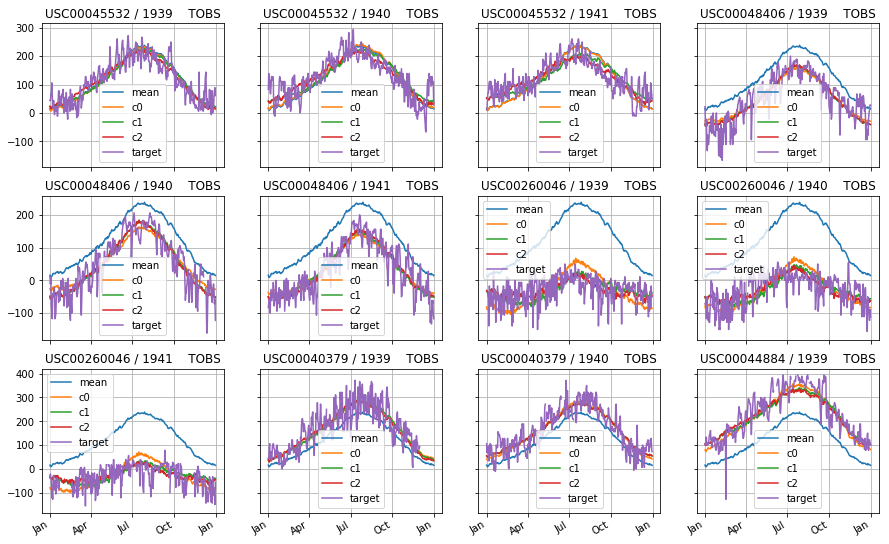 USC00045532 / 1939 TOBS
USC00045532 / 1940 TOBS
USC00045532 / 1941 TOBS
USC00048406 / 1939 TOBS
300
200
100
0
−100
mean
c0
c1
c2
target
mean
c0
c1
c2
target
mean
c0
c1
c2
target
mean
c0
c1
c2
target
USC00048406 / 1940 TOBS
USC00048406 / 1941 TOBS
USC00260046 / 1939 TOBS
USC00260046 / 1940 TOBS
200
100
0
−100
mean
c0
c1
c2
target
mean
c0
c1
c2
target
mean
c0
c1
c2
target
mean
c0
c1
c2
target
USC00260046 / 1941 TOBS
USC00040379 / 1939 TOBS
USC00040379 / 1940 TOBS
USC00044884 / 1939 TOBS
400
300
200
100
0
−100
mean
c0
c1
c2
target
mean
c0
c1
c2
target
mean
c0
c1
c2
target
mean
c0
c1
c2
target
Jan Apr Jul Oct Jan
Jan Apr Jul Oct Jan
Jan Apr Jul Oct Jan
Jan Apr Jul Oct Jan